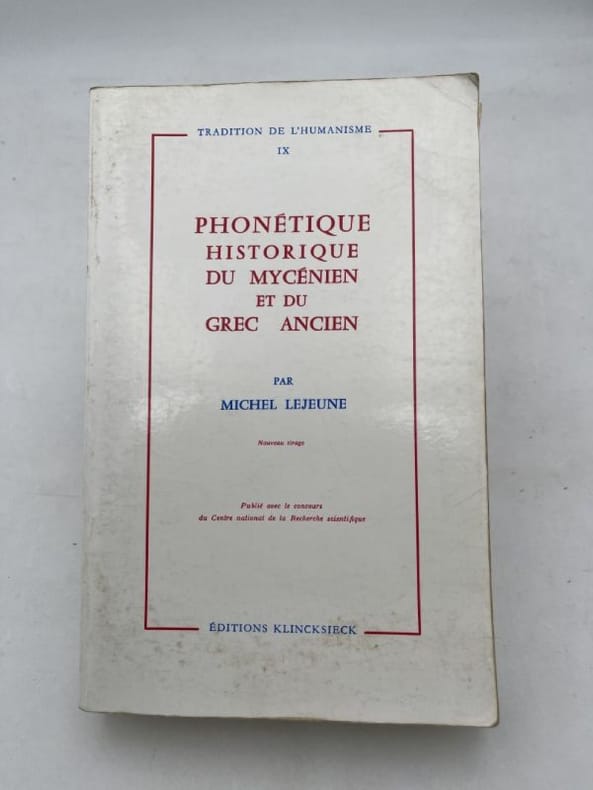 TRADITION DE L'HUMANISME
IX
PHONÉTIQUE
HISTORIQUE
DU MYCÉNIEN
ET DU
GREC ANCIEN
PAR
MICHEL LEJEUNE
Nouveau tirage
Publié avec le concours
du Centre national de la Recherche scientifique
ÉDITIONS KLINCKSIECK